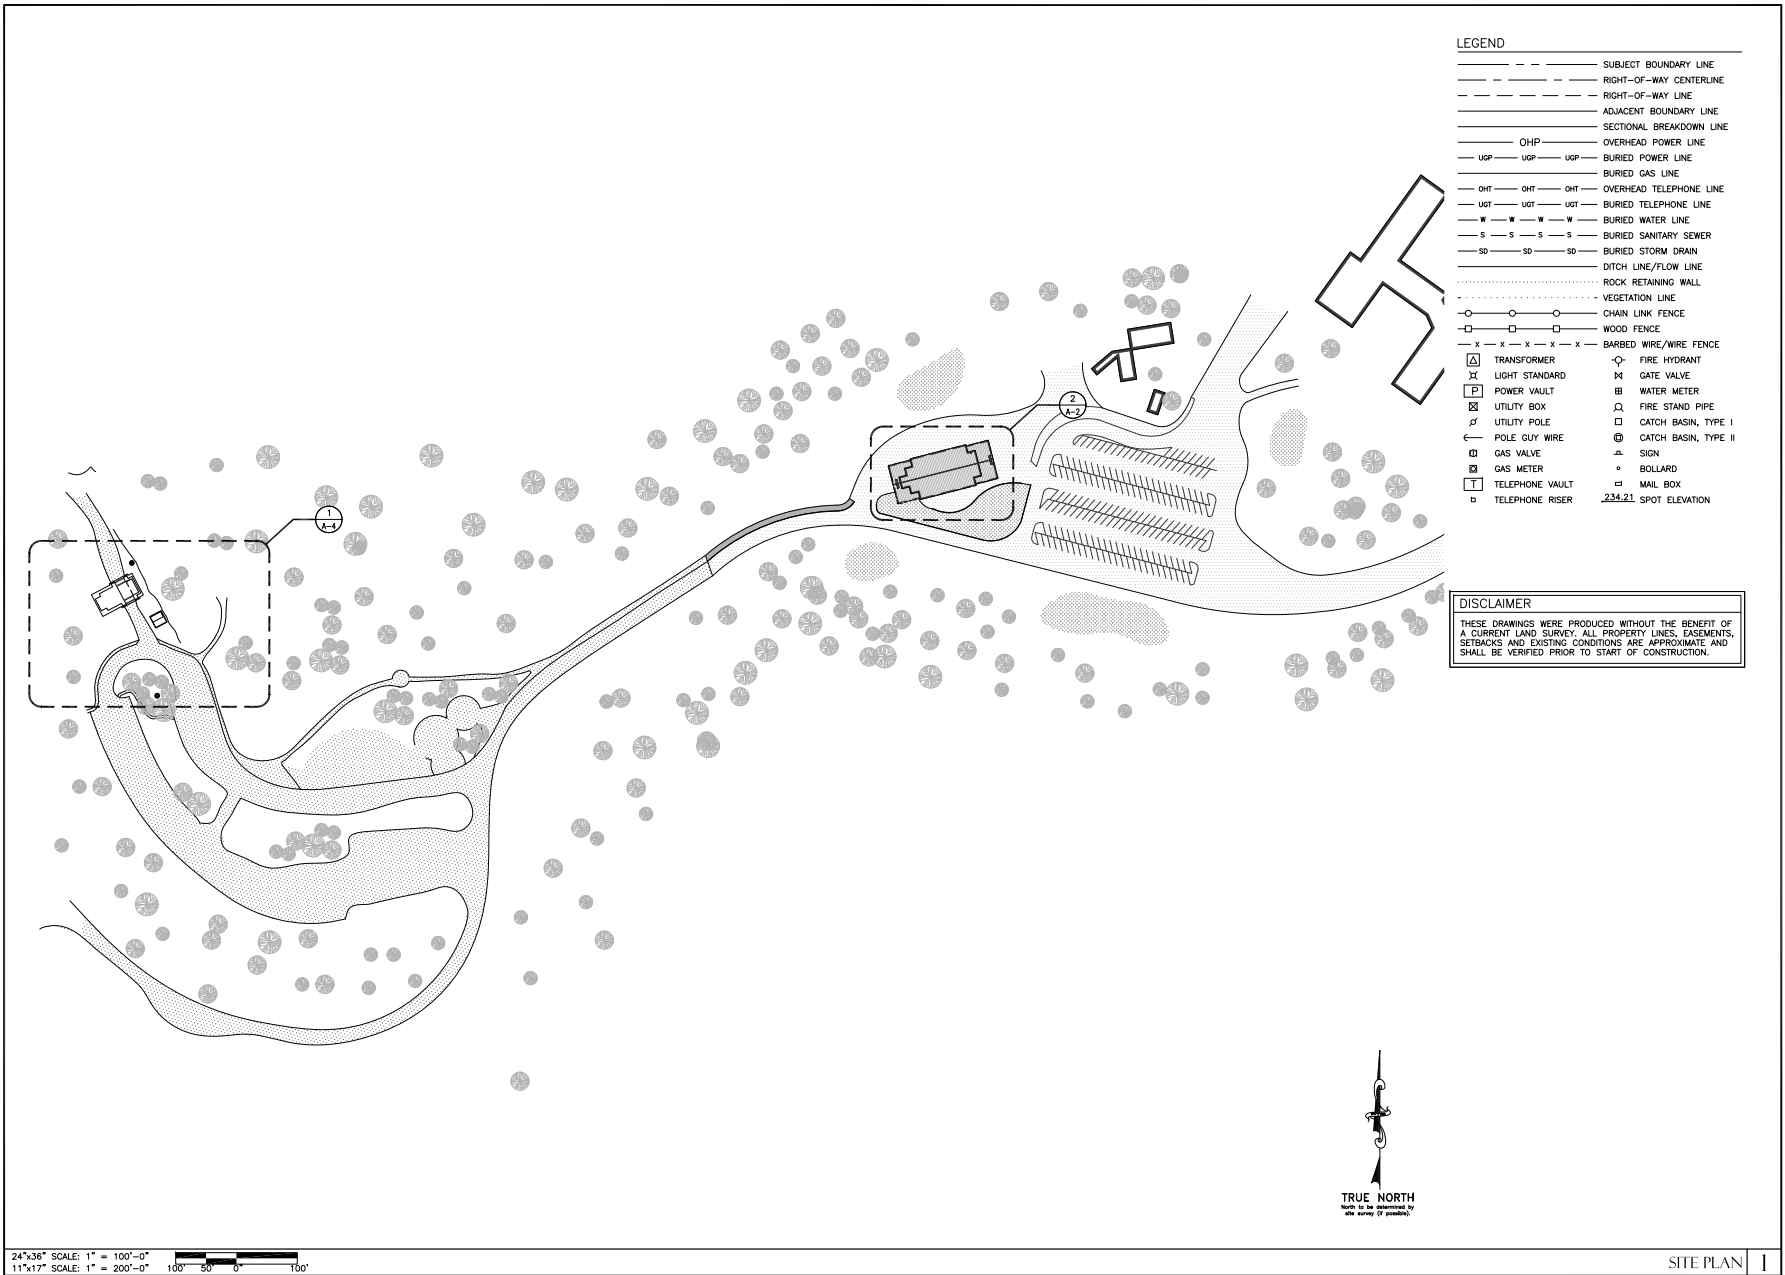 LEGEND
SUBJECT BOUNDARY LINE
RIGHT-OF-WAY CENTERLINE
RIGHT-OF-WAY LINE
ADJACENT BOUNDARY LINE
SECTIONAL BREAKDOWN LINE
OHP OVERHEAD POWER LINE
UGP UGP UGP BURIED POWER LINE
BURIED GAS LINE
OHT OHT OHT OVERHEAD TELEPHONE LINE
UGT UGT UGT BURIED TELEPHONE LINE
W W W W BURIED WATER LINE
S S S S BURIED SANITARY SEWER
SD SD SD BURIED STORM DRAIN
DITCH LINE/FLOW LINE
ROCK RETAINING WALL
VEGETATION LINE
CHAIN LINK FENCE
WOOD FENCE
X X X X X BARBED WIRE/WIRE FENCE
TRANSFORMER FIRE HYDRANT
LIGHT STANDARD GATE VALVE
P POWER VAULT WATER METER
UTILITY BOX FIRE STAND PIPE
UTILITY POLE CATCH BASIN, TYPE I
POLE GUY WIRE CATCH BASIN, TYPE II
GAS VALVE SIGN
GAS METER BOLLARD
T TELEPHONE VAULT MAIL BOX
TELEPHONE RISER 234.21 SPOT ELEVATION
2
A-2
1
A-4
DISCLAIMER
THESE DRAWINGS WERE PRODUCED WITHOUT THE BENEFIT OF
A CURRENT LAND SURVEY. ALL PROPERTY LINES, EASEMENTS,
SETBACKS AND EXISTING CONDITIONS ARE APPROXIMATE AND
SHALL BE VERIFIED PRIOR TO START OF CONSTRUCTION.
TRUE NORTH
North to be determined by
site survey (if possible).
24"x36" SCALE: 1" = 100'-0"
11"x17" SCALE: 1" = 200'-0"
100' 50' 0" 100'
SITE PLAN 1